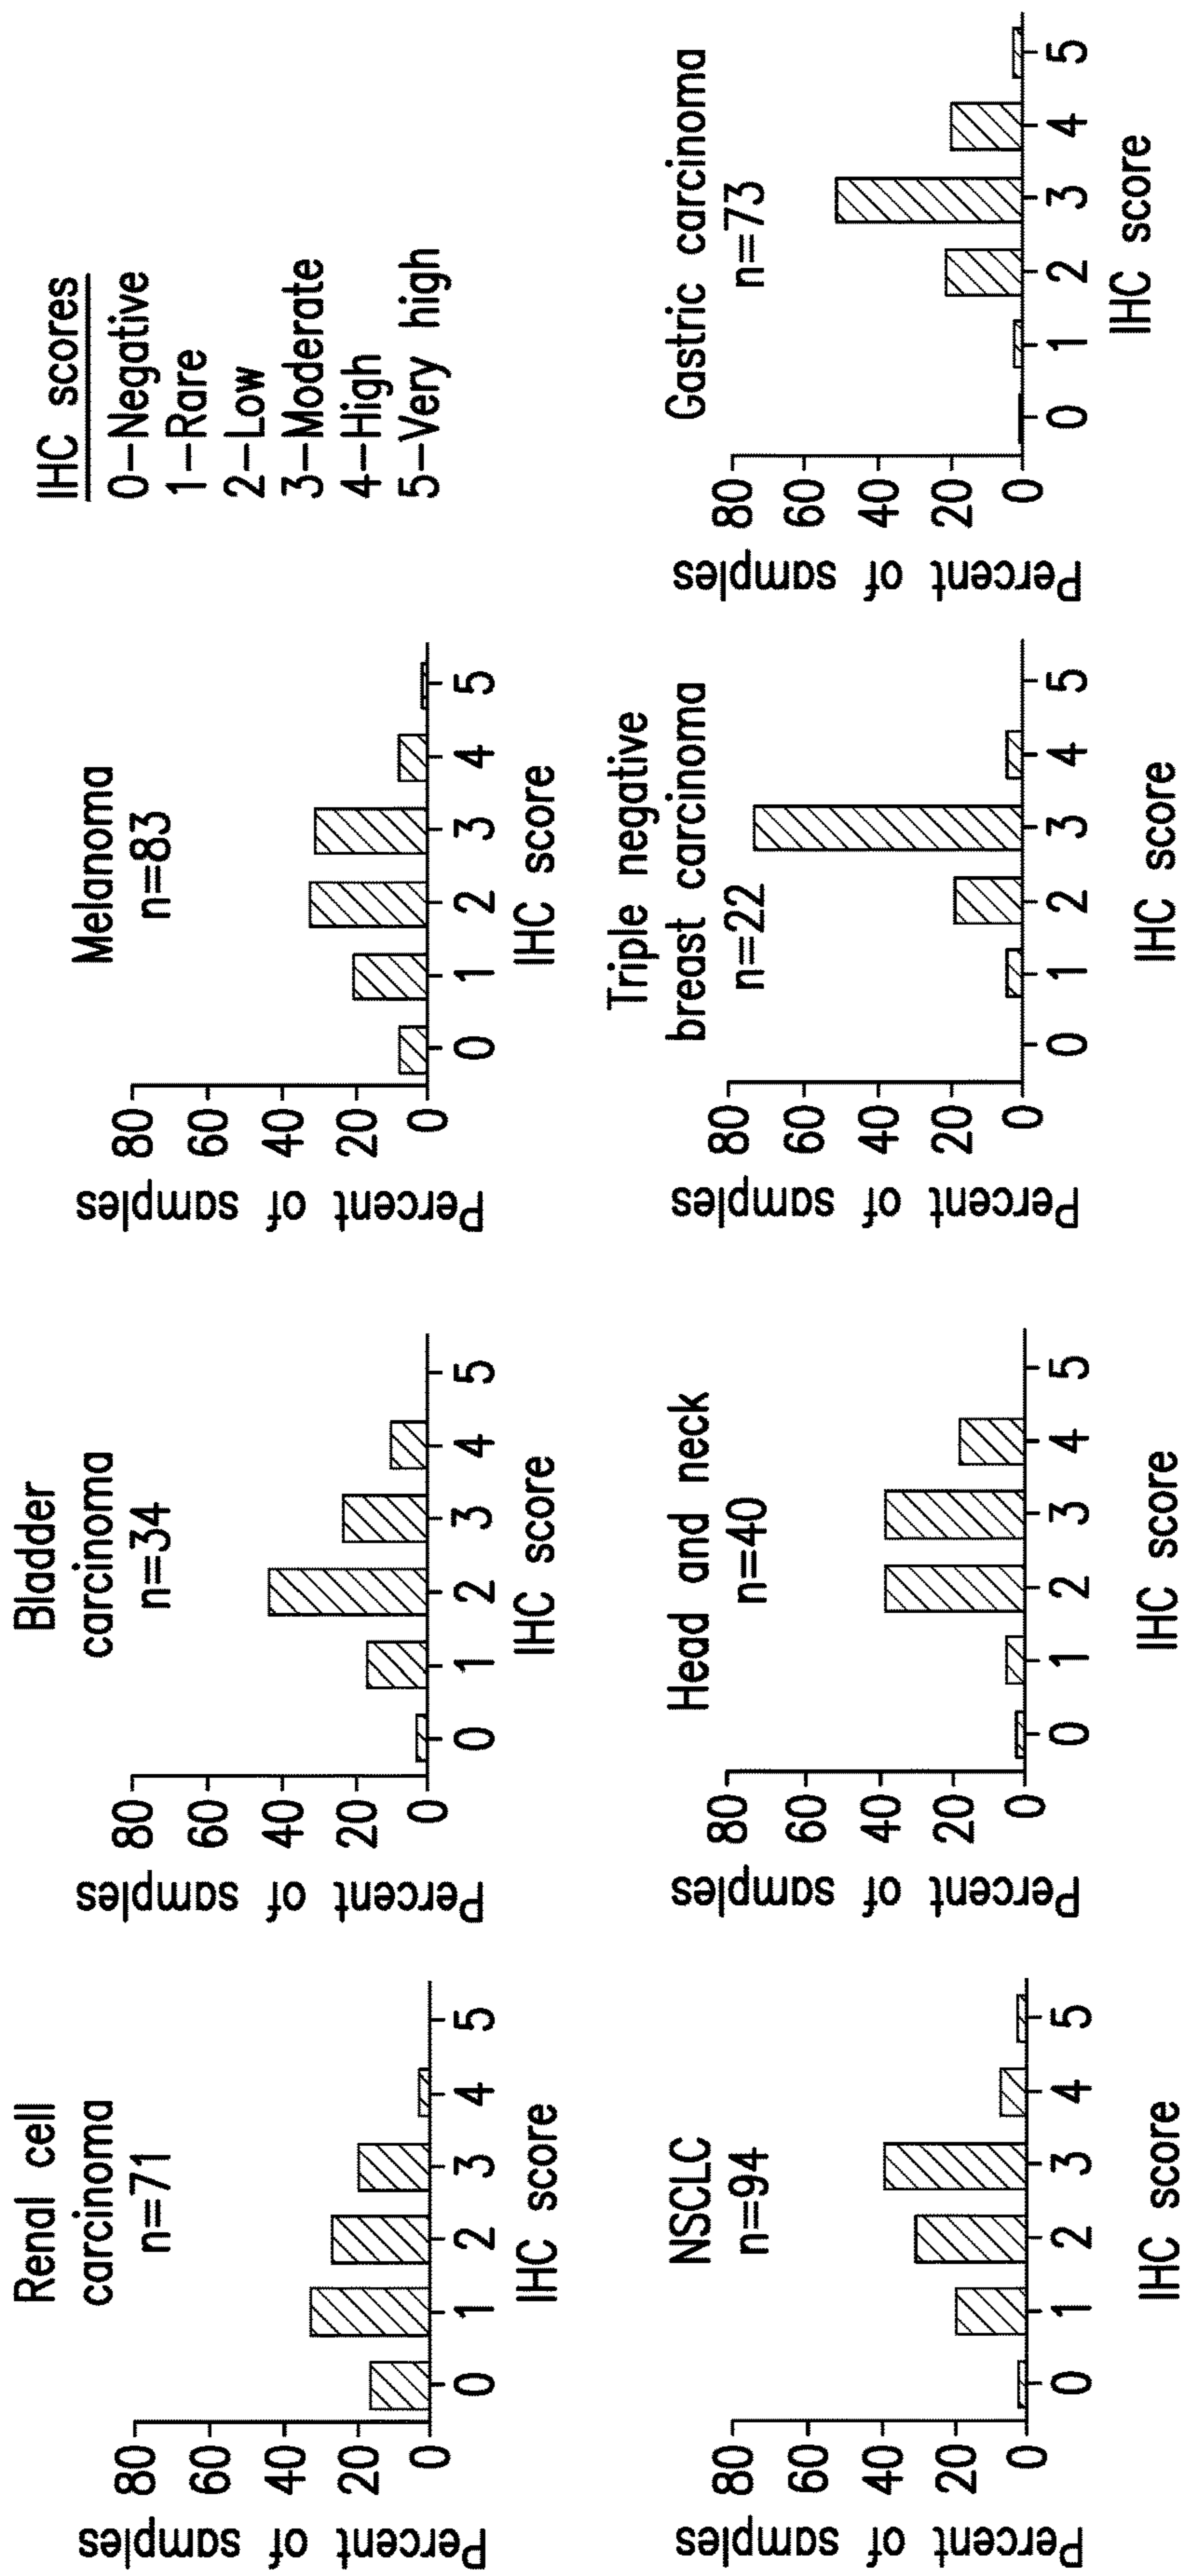 Renal cell
carcinoma
n=71
Percent of samples
80
60
40
20
0
0 1 2 3 4 5
IHC score
Bladder
carcinoma
n=34
Percent of samples
80
60
40
20
0
0 1 2 3 4 5
IHC score
Melanoma
n=83
Percent of samples
80
60
40
20
0
0 1 2 3 4 5
IHC score
IHC scores
0-Negative
1-Rare
2-Low
3-Moderate
4-High
5-Very high
NSCLC
n=94
Percent of samples
80
60
40
20
0
0 1 2 3 4 5
IHC score
Head and neck
n=40
Percent of samples
80
60
40
20
0
0 1 2 3 4 5
IHC score
Triple negative
breast carcinoma
n=22
Percent of samples
80
60
40
20
0
0 1 2 3 4 5
IHC score
Gastric carcinoma
n=73
Percent of samples
80
60
40
20
0
0 1 2 3 4 5
IHC score